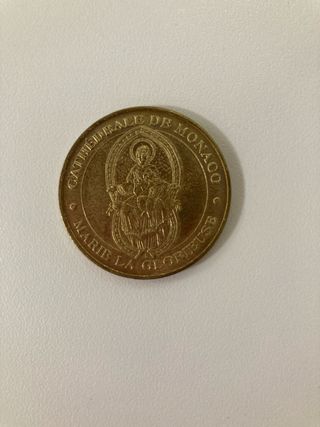 CATHEDRALE DE MONACO
MARIE LA GLORIEUSE